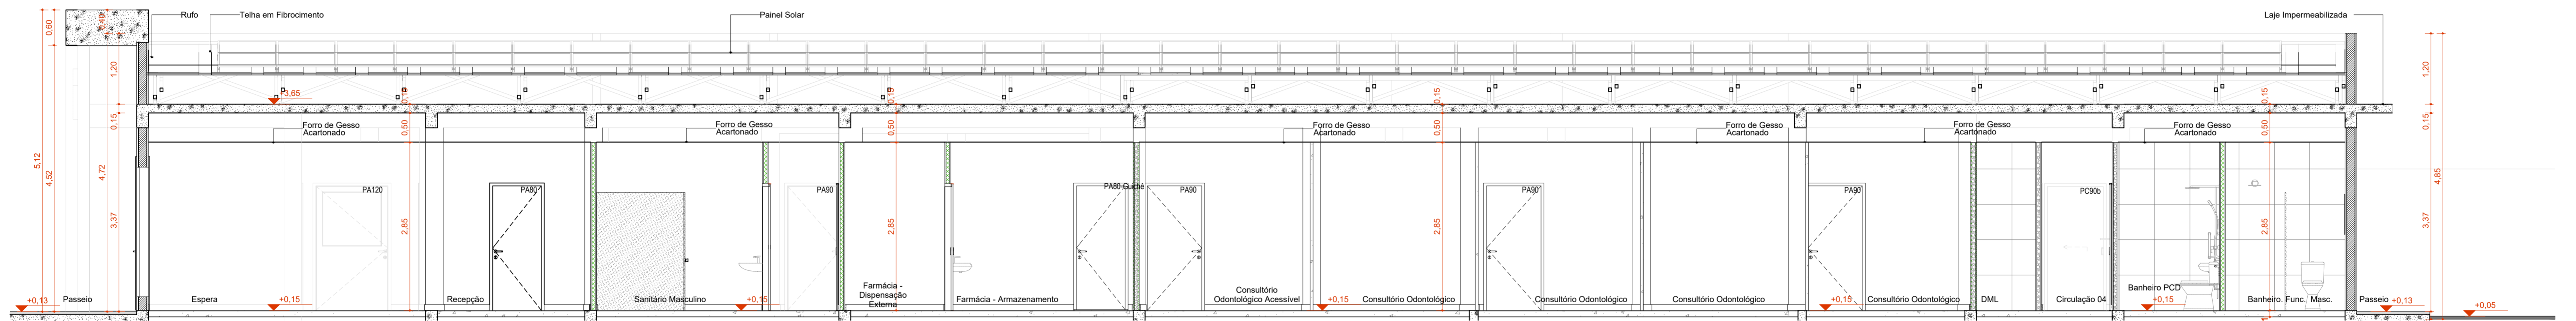 Rufo
Telha em Fibrocimento
Painel Solar
Laje Impermeabilizada
0,60
0,40
5,12
4,52
1,20
0,15
4,72
3,37
+3,65
0,15
0,50
2,85
0,15
0,50
2,85
0,15
0,50
2,85
0,15
0,50
2,85
1,20
0,15
4,85
3,37
Forro de Gesso
Acartonado
Forro de Gesso
Acartonado
Forro de Gesso
Acartonado
Forro de Gesso
Acartonado
Forro de Gesso
Acartonado
Forro de Gesso
Acartonado
PA120
PA80
PA90
PA80-Guichê
PA90
PA90
PA90
PC90b
+0,13
Passeio
Espera
+0,15
Recepção
Sanitário Masculino
+0,15
Farmácia -
Dispensação
Externa
Farmácia - Armazenamento
Consultório
Odontológico Acessível
+0,15
Consultório Odontológico
Consultório Odontológico
Consultório Odontológico
+0,15
Consultório Odontológico
DML
Circulação 04
Banheiro PCD
+0,15
Banheiro. Func. Masc.
Passeio
+0,13
+0,05